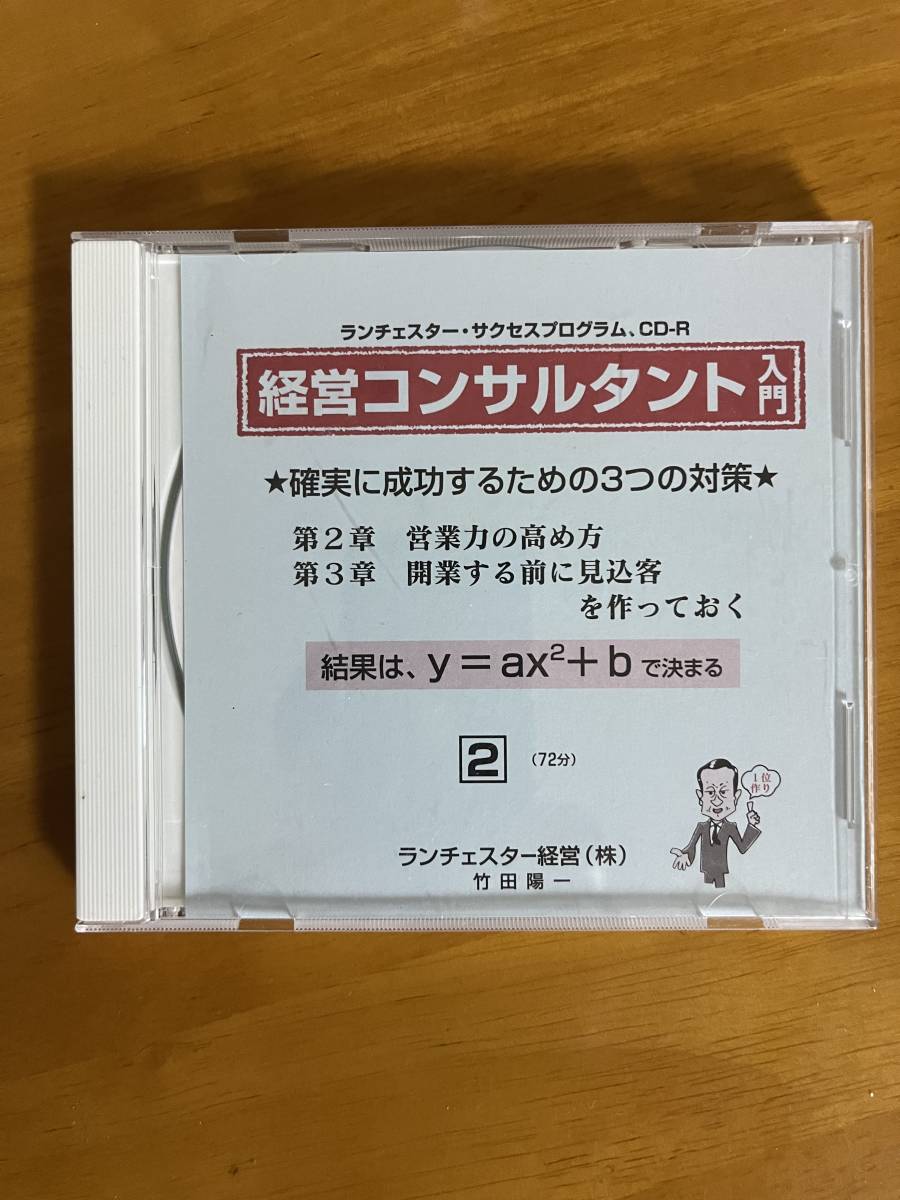 ランチェスター・サクセスプログラム、CD-R
経営コンサルタント入門
★確実に成功するための3つの対策★
第２章　営業力の高め方
第３章　開業する前に見込客
を作っておく
結果は、y＝ax²＋bで決まる
2 （72分）
1位
作り
ランチェスター経営（株）
竹田陽一